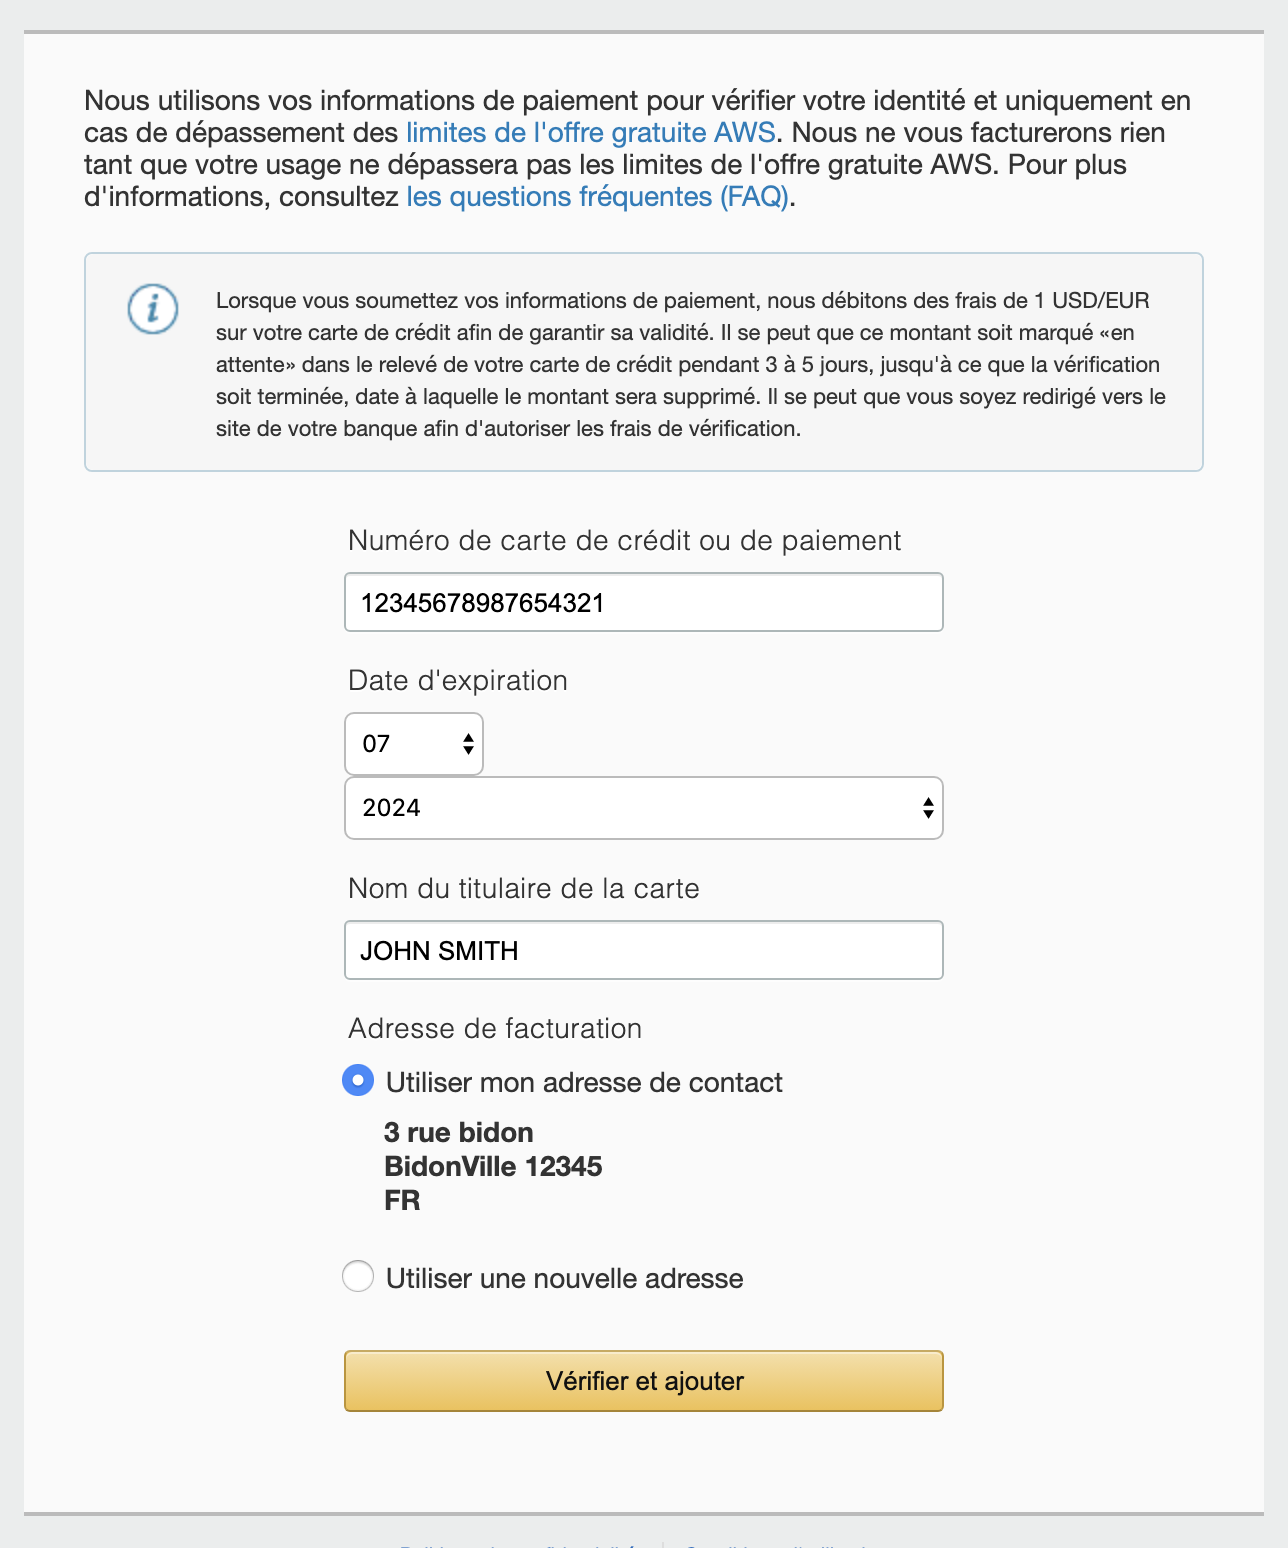 Nous utilisons vos informations de paiement pour vérifier votre identité et uniquement en
cas de dépassement des limites de l'offre gratuite AWS. Nous ne vous facturerons rien
tant que votre usage ne dépassera pas les limites de l'offre gratuite AWS. Pour plus
d'informations, consultez les questions fréquentes (FAQ).
Lorsque vous soumettez vos informations de paiement, nous débitons des frais de 1 USD/EUR
sur votre carte de crédit afin de garantir sa validité. Il se peut que ce montant soit marqué «en
attente» dans le relevé de votre carte de crédit pendant 3 à 5 jours, jusqu'à ce que la vérification
soit terminée, date à laquelle le montant sera supprimé. Il se peut que vous soyez redirigé vers le
site de votre banque afin d'autoriser les frais de vérification.
Numéro de carte de crédit ou de paiement
12345678987654321
Date d'expiration
07
2024
Nom du titulaire de la carte
JOHN SMITH
Adresse de facturation
Utiliser mon adresse de contact
3 rue bidon
BidonVille 12345
FR
Utiliser une nouvelle adresse
Vérifier et ajouter